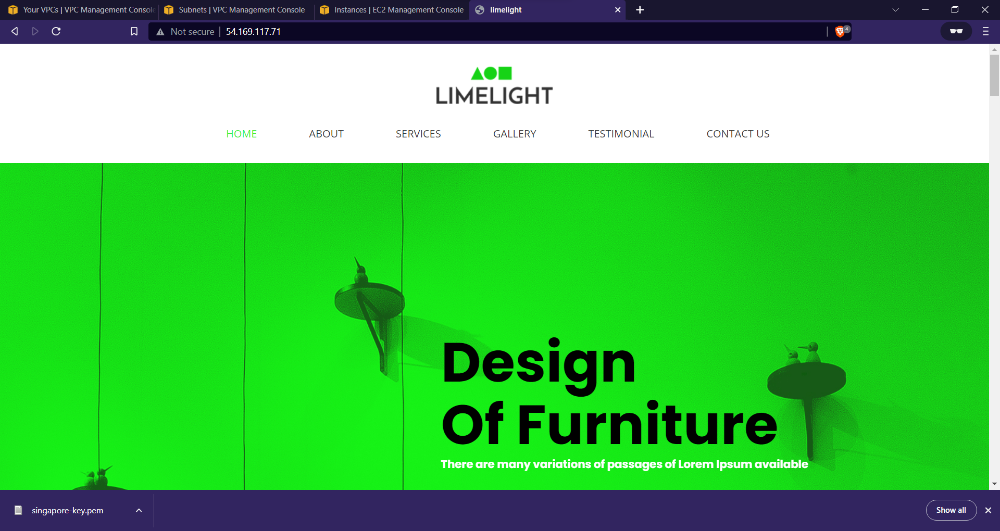 Your VPCs | VPC Management Console
Subnets | VPC Management Console
Instances | EC2 Management Console
limelight
Not secure
54.169.117.71
4
LIMELIGHT
HOME
ABOUT
SERVICES
GALLERY
TESTIMONIAL
CONTACT US
Design
Of Furniture
There are many variations of passages of Lorem Ipsum available
singapore-key.pem
Show all